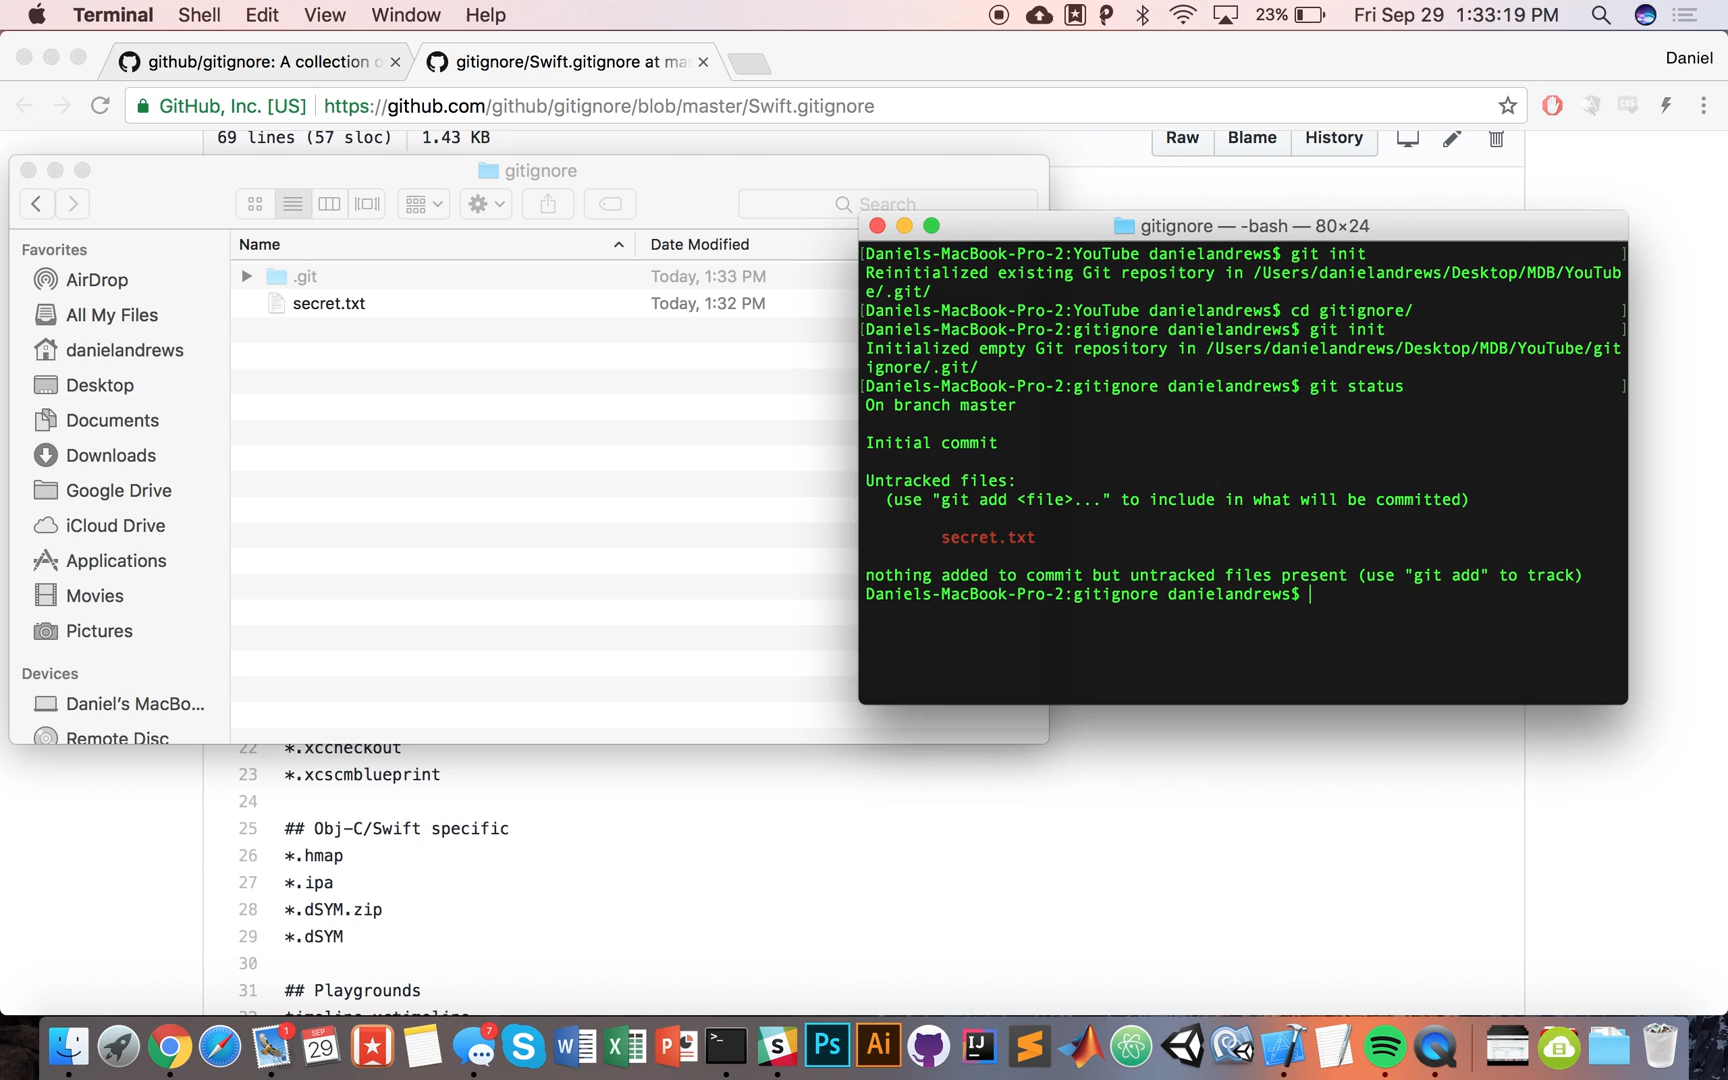 Terminal Shell Edit View Window Help 23% Fri Sep 29 1:33:19 PM
github/gitignore: A collection gitignore/Swift.gitignore at Daniel
GitHub, Inc. [US] https://github.com/github/gitignore/blob/master/Swift.gitignore
69 lines (57 sloc) 1.43 KB Raw Blame History
gitignore
Search
Name Date Modified
.git Today, 1:33 PM
secret.txt Today, 1:32 PM
Favorites
AirDrop
All My Files
danielandrews
Desktop
Documents
Downloads
Google Drive
iCloud Drive
Applications
Movies
Pictures
Devices
Daniel's MacBo...
Remote Disc
gitignore — -bash — 80×24
[Daniels-MacBook-Pro-2:YouTube danielandrews$ git init ]
Reinitialized existing Git repository in /Users/danielandrews/Desktop/MDB/YouTub
e/.git/
[Daniels-MacBook-Pro-2:YouTube danielandrews$ cd gitignore/ ]
[Daniels-MacBook-Pro-2:gitignore danielandrews$ git init ]
Initialized empty Git repository in /Users/danielandrews/Desktop/MDB/YouTube/git
ignore/.git/
[Daniels-MacBook-Pro-2:gitignore danielandrews$ git status ]
On branch master
Initial commit
Untracked files:
(use "git add <file>..." to include in what will be committed)
secret.txt
nothing added to commit but untracked files present (use "git add" to track)
Daniels-MacBook-Pro-2:gitignore danielandrews$
22 *.xccheckout
23 *.xcscmblueprint
24
25 ## Obj-C/Swift specific
26 *.hmap
27 *.ipa
28 *.dSYM.zip
29 *.dSYM
30
31 ## Playgrounds
1 SEP 29 7 S W X P >_ S Ps Ai IJ S